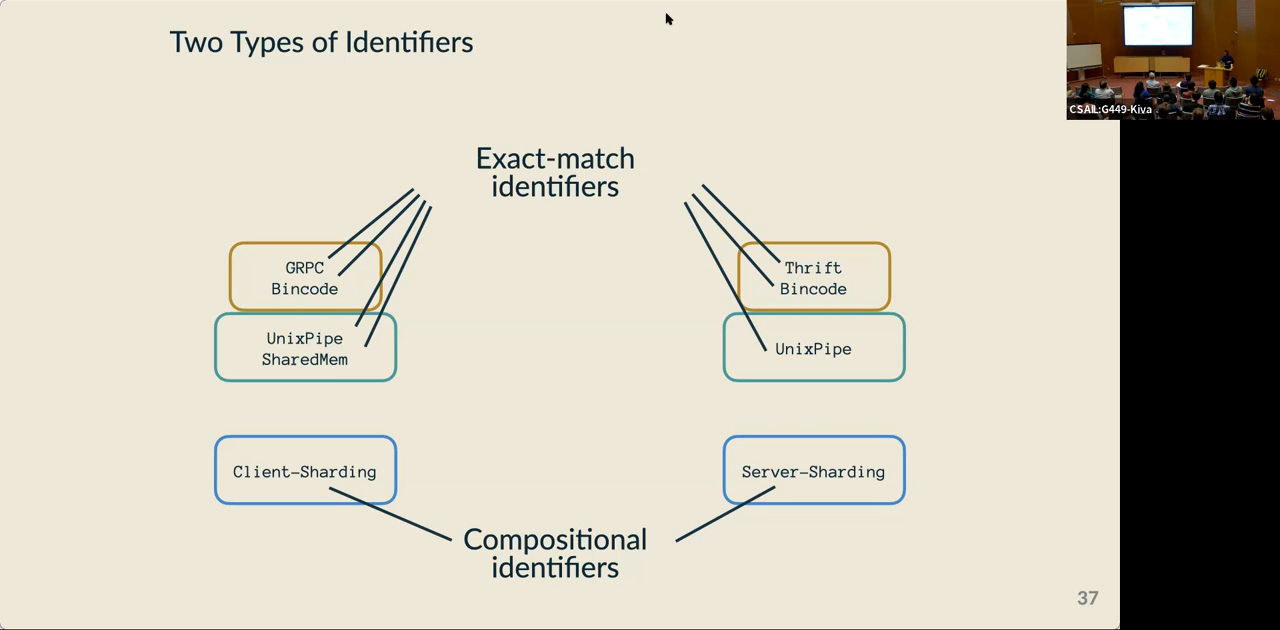 Two Types of Identifiers
CSAIL:G449-Kiva
Exact-match
identifiers
GRPC
Bincode
UnixPipe
SharedMem
Thrift
Bincode
UnixPipe
Client-Sharding
Server-Sharding
Compositional
identifiers
37